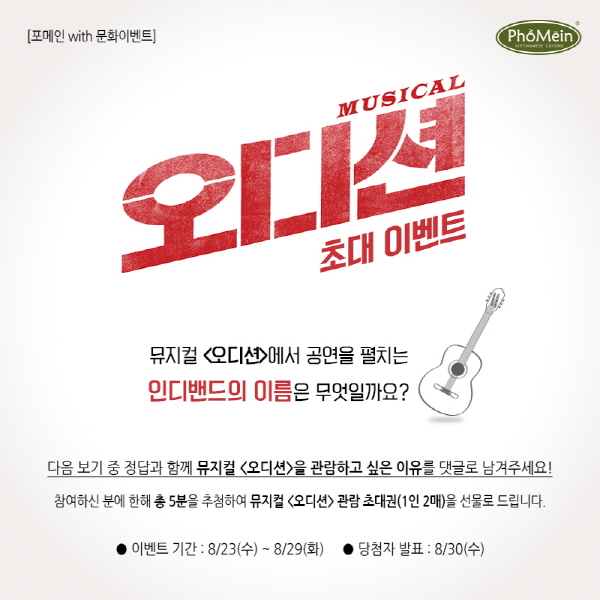 [포메인 with 문화이벤트]
PhóMein®
VIETNAMESE CUISINE
MUSICAL
오디션
초대 이벤트
뮤지컬 <오디션>에서 공연을 펼치는
인디밴드의 이름은 무엇일까요?
다음 보기 중 정답과 함께 뮤지컬 <오디션>을 관람하고 싶은 이유를 댓글로 남겨주세요!
참여하신 분에 한해 총 5분을 추첨하여 뮤지컬 <오디션> 관람 초대권(1인 2매)을 선물로 드립니다.
● 이벤트 기간 : 8/23(수) ~ 8/29(화) ● 당첨자 발표 : 8/30(수)